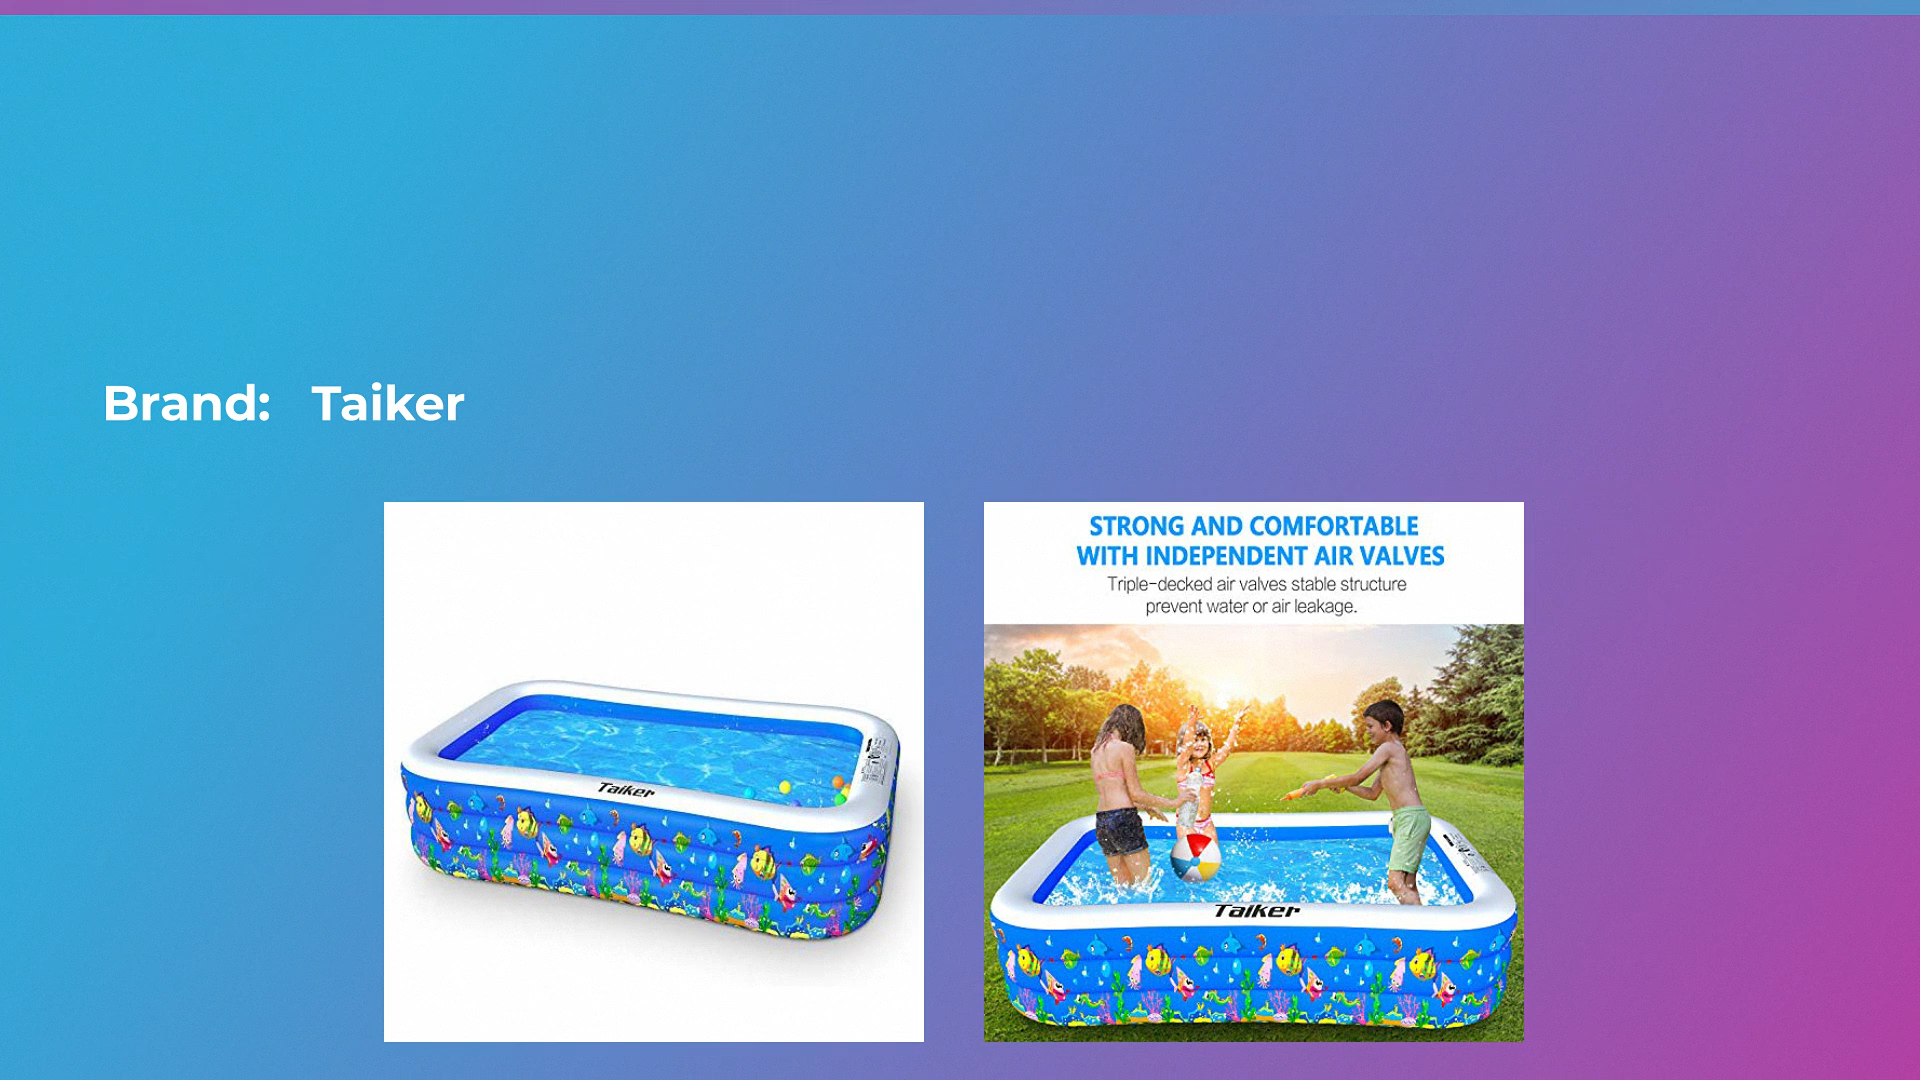 Brand: Taiker
Taiker
STRONG AND COMFORTABLE
WITH INDEPENDENT AIR VALVES
Triple-decked air valves stable structure
prevent water or air leakage.
Taiker